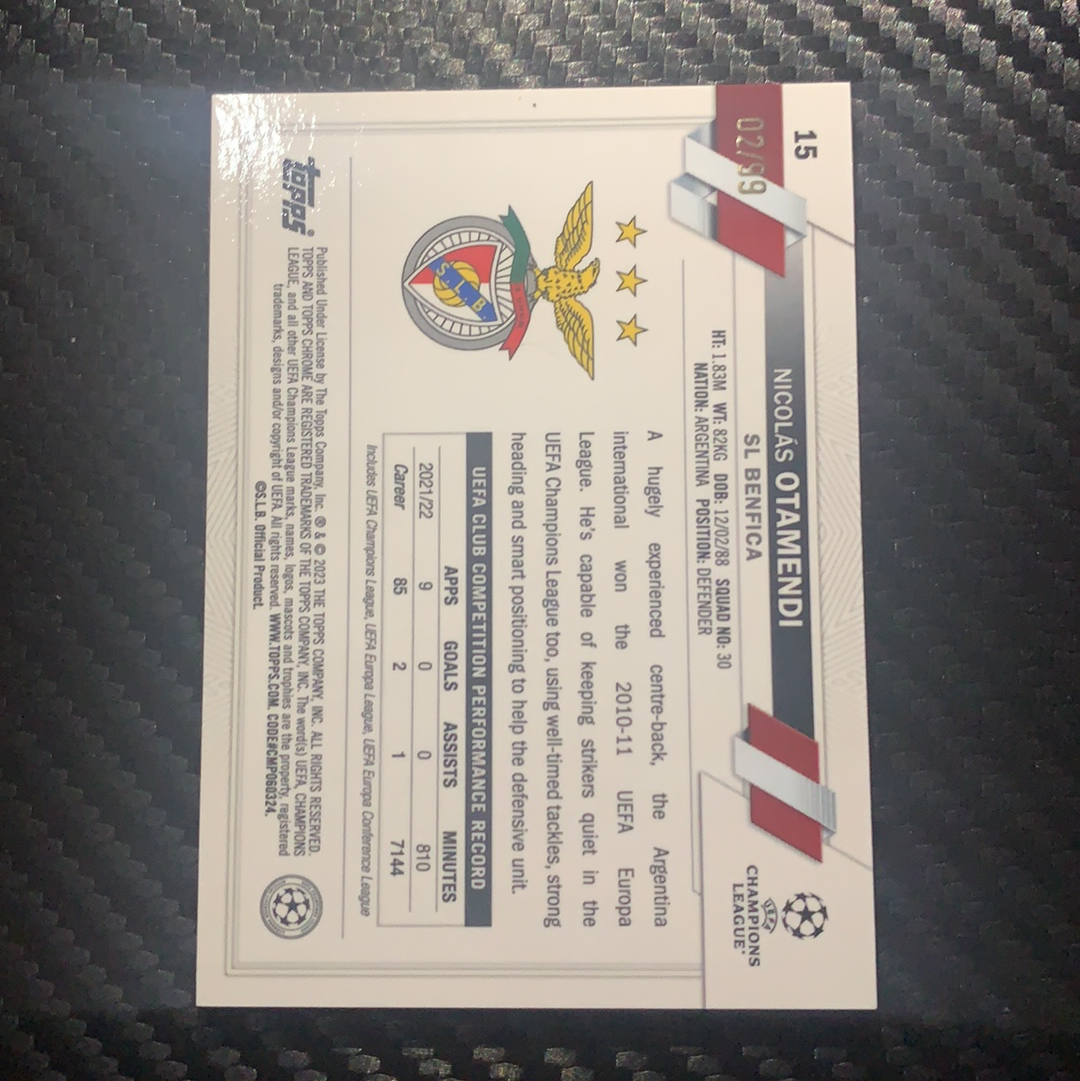 15
02/99
NICOLÁS OTAMENDI
SL BENFICA
HT: 1.83M WT: 82KG DOB: 12/02/88 SQUAD NO: 30
NATION: ARGENTINA POSITION: DEFENDER
UEFA
CHAMPIONS
LEAGUE
S.L.B.
A hugely experienced centre-back, the Argentina
international won the 2010-11 UEFA Europa
League. He's capable of keeping strikers quiet in the
UEFA Champions League too, using well-timed tackles, strong
heading and smart positioning to help the defensive unit.
UEFA CLUB COMPETITION PERFORMANCE RECORD
APPS GOALS ASSISTS MINUTES
2021/22 9 0 0 810
Career 85 2 1 7144
Includes UEFA Champions League, UEFA Europa League, UEFA Europa Conference League
topps®
Published Under License by The Topps Company, Inc. ® & © 2023 THE TOPPS COMPANY, INC. ALL RIGHTS RESERVED.
TOPPS AND TOPPS CHROME ARE REGISTERED TRADEMARKS OF THE TOPPS COMPANY, INC. The word(s) UEFA, CHAMPIONS
LEAGUE, and all other UEFA Champions League marks, names, logos, mascots and trophies are the property, registered
trademarks, designs and/or copyright of UEFA. All rights reserved. WWW.TOPPS.COM. CODE#CMP060324.
©S.L.B. Official Product.